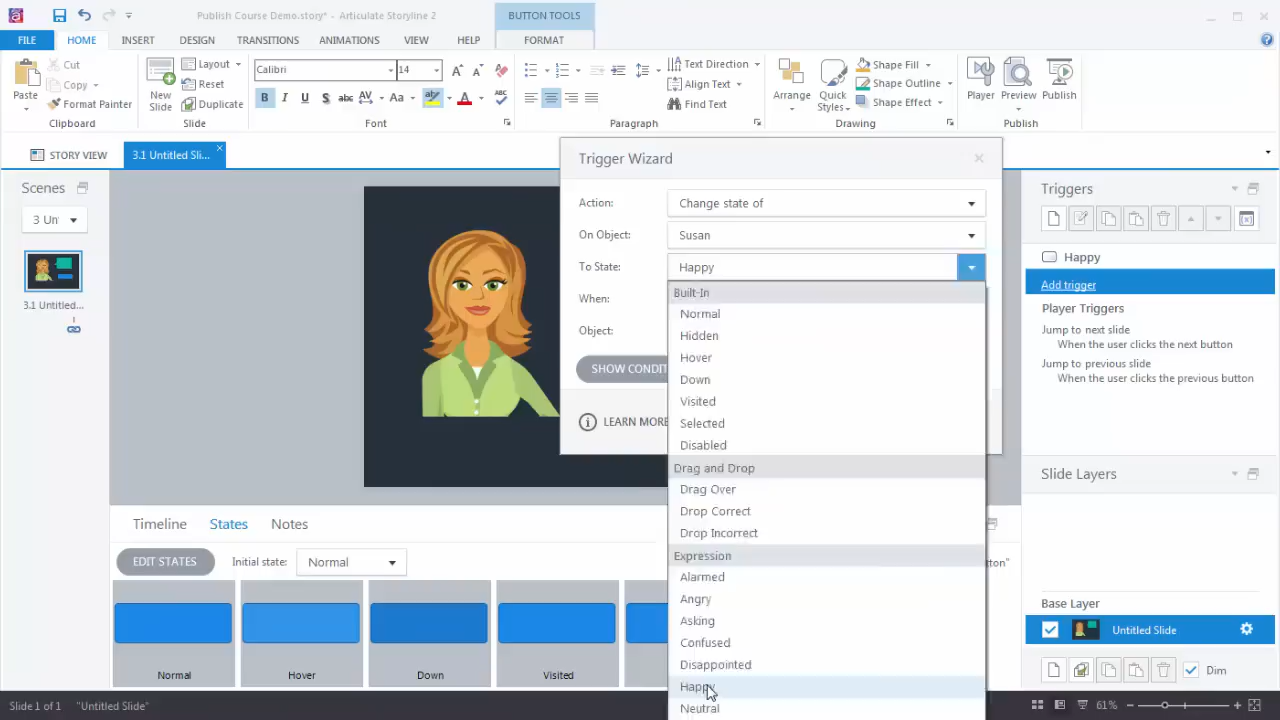 Publish Course Demo.story* - Articulate Storyline 2
BUTTON TOOLS
FILE
HOME
INSERT
DESIGN
TRANSITIONS
ANIMATIONS
VIEW
HELP
FORMAT
Paste
Cut
Copy
Format Painter
Clipboard
New
Slide
Layout
Reset
Duplicate
Slide
Calibri
14
B I U S abc AV Aa A ABC
Font
Text Direction
Align Text
Find Text
Paragraph
Arrange
Quick
Styles
Shape Fill
Shape Outline
Shape Effect
Drawing
Player
Preview
Publish
Publish
STORY VIEW
3.1 Untitled Sli...
Scenes
3 Un
3.1 Untitled...
Trigger Wizard
Action:
Change state of
On Object:
Susan
To State:
Happy
When:
Object:
SHOW CONDIT
LEARN MORE
Built-In
Normal
Hidden
Hover
Down
Visited
Selected
Disabled
Drag and Drop
Drag Over
Drop Correct
Drop Incorrect
Expression
Alarmed
Angry
Asking
Confused
Disappointed
Happy
Neutral
Triggers
Happy
Add trigger
Player Triggers
Jump to next slide
When the user clicks the next button
Jump to previous slide
When the user clicks the previous button
Slide Layers
Base Layer
Untitled Slide
Dim
Timeline
States
Notes
EDIT STATES
Initial state:
Normal
tton"
Normal
Hover
Down
Visited
Slide 1 of 1
"Untitled Slide"
61%